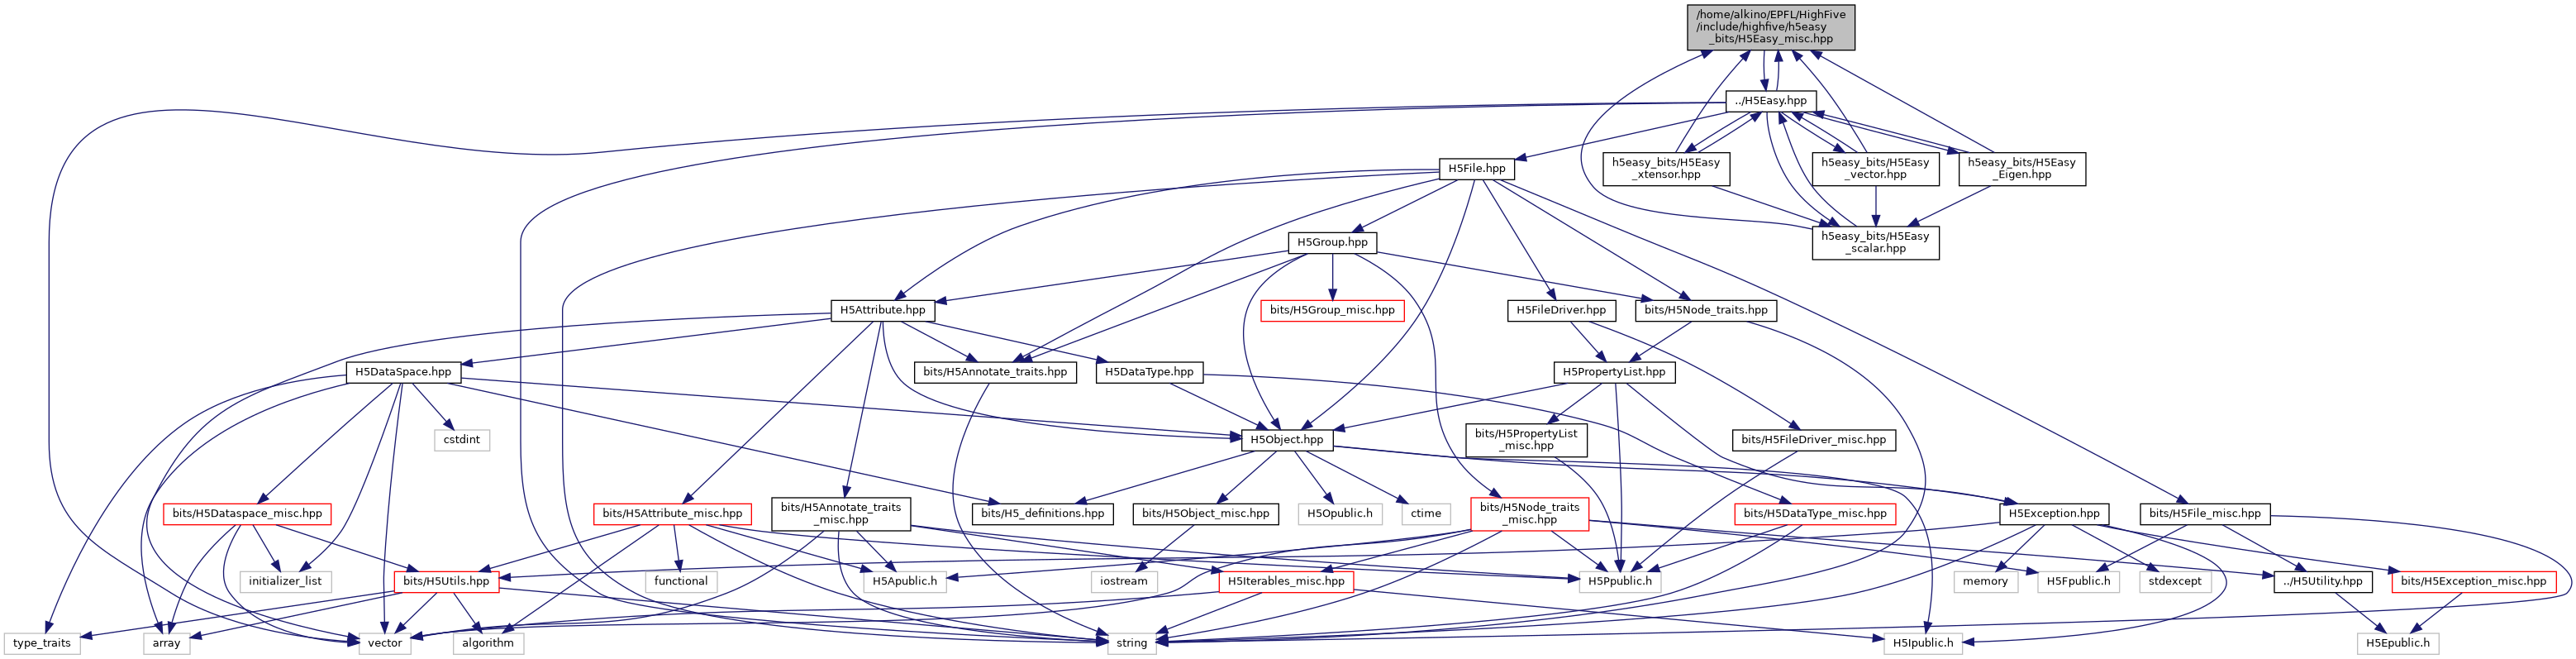 /home/alkino/EPFL/HighFive
/include/highfive/h5easy
_bits/H5Easy_misc.hpp
../H5Easy.hpp
h5easy_bits/H5Easy
_xtensor.hpp
h5easy_bits/H5Easy
_vector.hpp
h5easy_bits/H5Easy
_Eigen.hpp
H5File.hpp
h5easy_bits/H5Easy
_scalar.hpp
H5Group.hpp
H5Attribute.hpp
bits/H5Group_misc.hpp
H5FileDriver.hpp
bits/H5Node_traits.hpp
H5DataSpace.hpp
bits/H5Annotate_traits.hpp
H5DataType.hpp
H5PropertyList.hpp
cstdint
H5Object.hpp
bits/H5PropertyList
_misc.hpp
bits/H5FileDriver_misc.hpp
bits/H5Dataspace_misc.hpp
bits/H5Attribute_misc.hpp
bits/H5Annotate_traits
_misc.hpp
bits/H5_definitions.hpp
bits/H5Object_misc.hpp
H5Opublic.h
ctime
bits/H5Node_traits
_misc.hpp
bits/H5DataType_misc.hpp
H5Exception.hpp
bits/H5File_misc.hpp
initializer_list
bits/H5Utils.hpp
functional
H5Apublic.h
iostream
H5Iterables_misc.hpp
H5Ppublic.h
memory
H5Fpublic.h
stdexcept
../H5Utility.hpp
bits/H5Exception_misc.hpp
type_traits
array
vector
algorithm
string
H5Ipublic.h
H5Epublic.h